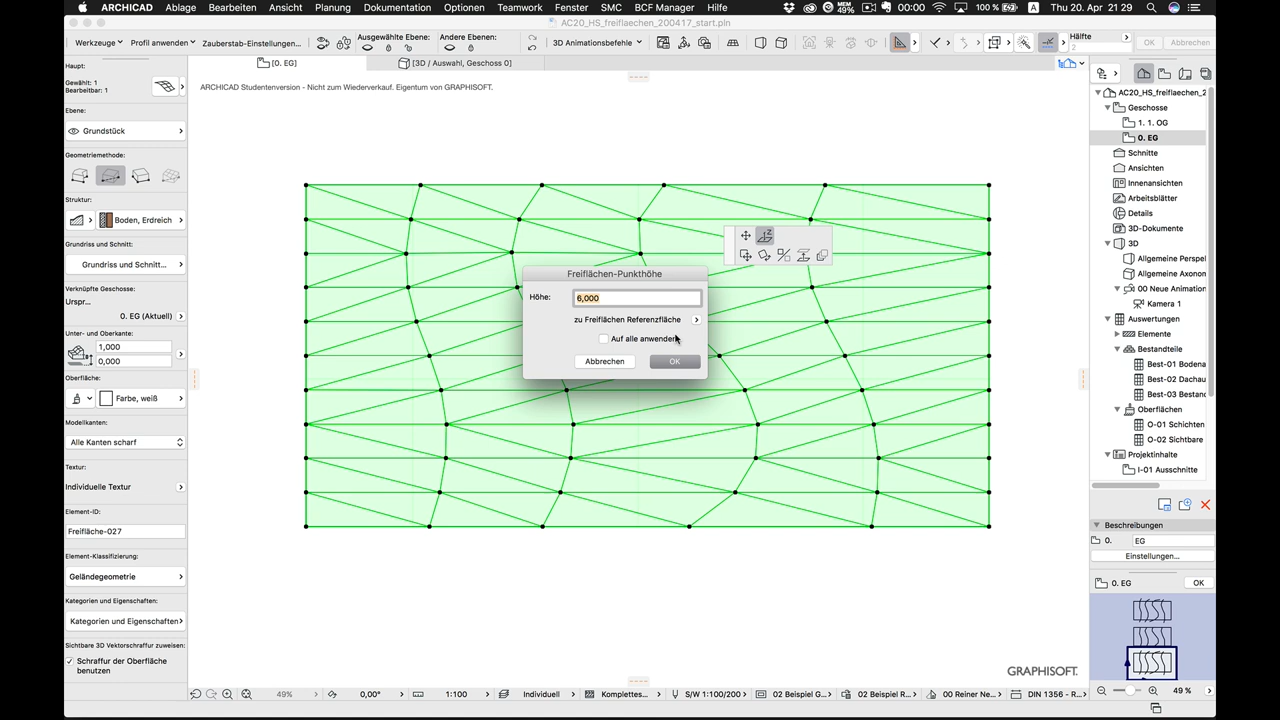 ARCHICAD Ablage Bearbeiten Ansicht Planung Dokumentation Optionen Teamwork Fenster SMC BCF Manager Hilfe
MEM 49% 00:00 100% A Thu 20. Apr 21:29
AC20_HS_freiflaechen_200417_start.pln
Werkzeuge Profil anwenden Zauberstab-Einstellungen... Ausgewählte Ebene: Andere Ebenen: 3D Animationsbefehle Hälfte 2 OK Abbrechen
[0. EG] [3D / Auswahl, Geschoss 0]
Haupt:
Gewählt: 1
Bearbeitbar: 1
Ebene:
Grundstück
Geometriemethode:
Struktur:
Boden, Erdreich
Grundriss und Schnitt:
Grundriss und Schnitt...
Verknüpfte Geschosse:
Urspr...
0. EG (Aktuell)
Unter- und Oberkante:
1,000
0,000
Oberfläche:
Farbe, weiß
Modellkanten:
Alle Kanten scharf
Textur:
Individuelle Textur
Element-ID:
Freifläche-027
Element-Klassifizierung:
Geländegeometrie
Kategorien und Eigenschaften:
Kategorien und Eigenschaften
Sichtbare 3D Vektorschraffur zuweisen:
Schraffur der Oberfläche
benutzen
ARCHICAD Studentenversion - Nicht zum Wiederverkauf. Eigentum von GRAPHISOFT.
Freiflächen-Punkthöhe
Höhe: 6,000
zu Freiflächen Referenzfläche
Auf alle anwenden
Abbrechen OK
GRAPHISOFT.
AC20_HS_freiflaechen_2
Geschosse
1. 1. OG
0. EG
Schnitte
Ansichten
Innenansichten
Arbeitsblätter
Details
3D-Dokumente
3D
Allgemeine Perspe
Allgemeine Axonom
00 Neue Animation
Kamera 1
Auswertungen
Elemente
Bestandteile
Best-01 Bodena
Best-02 Dachau
Best-03 Bestand
Oberflächen
O-01 Schichten
O-02 Sichtbare
Projektinhalte
I-01 Ausschnitte
Beschreibungen
0. EG
Einstellungen...
0. EG OK
49% 0,00° 1:100 Individuell Komplettes... S/W 1:100/200 02 Beispiel G... 02 Beispiel R... 00 Reiner Ne... DIN 1356 - R... 49 %